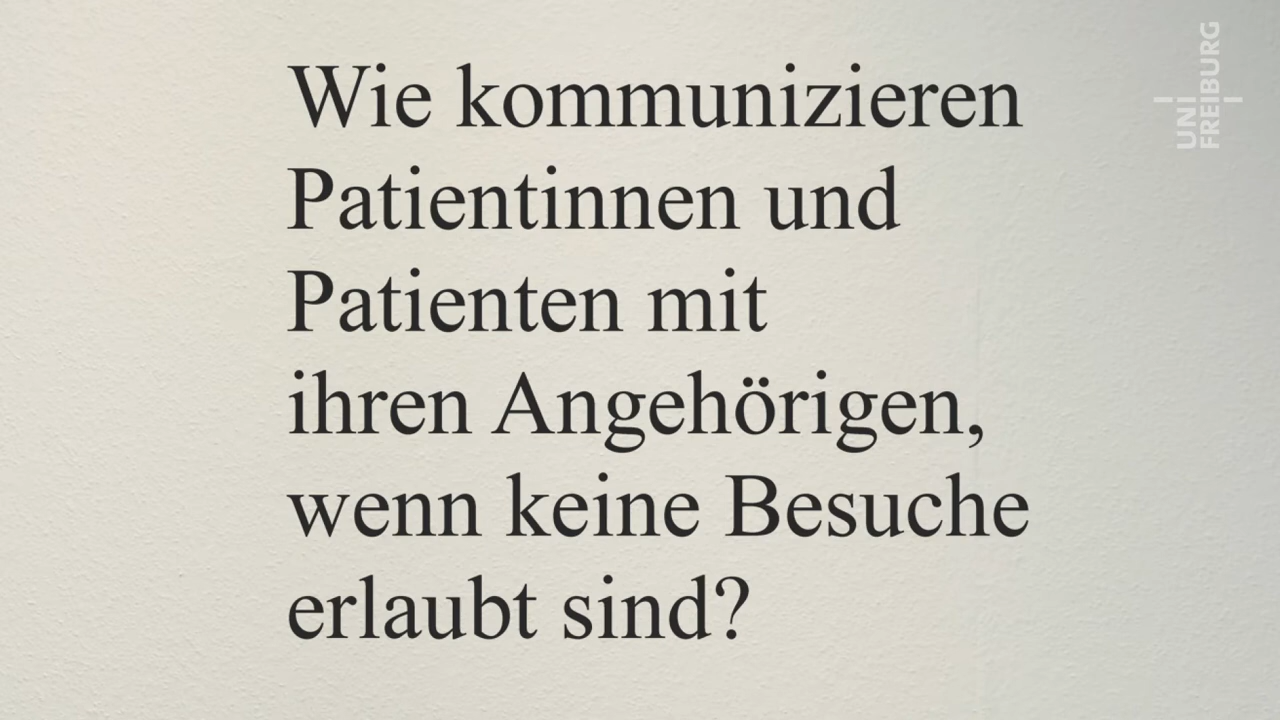 Wie kommunizieren
Patientinnen und
Patienten mit
ihren Angehörigen,
wenn keine Besuche
erlaubt sind?
UNI
FREIBURG